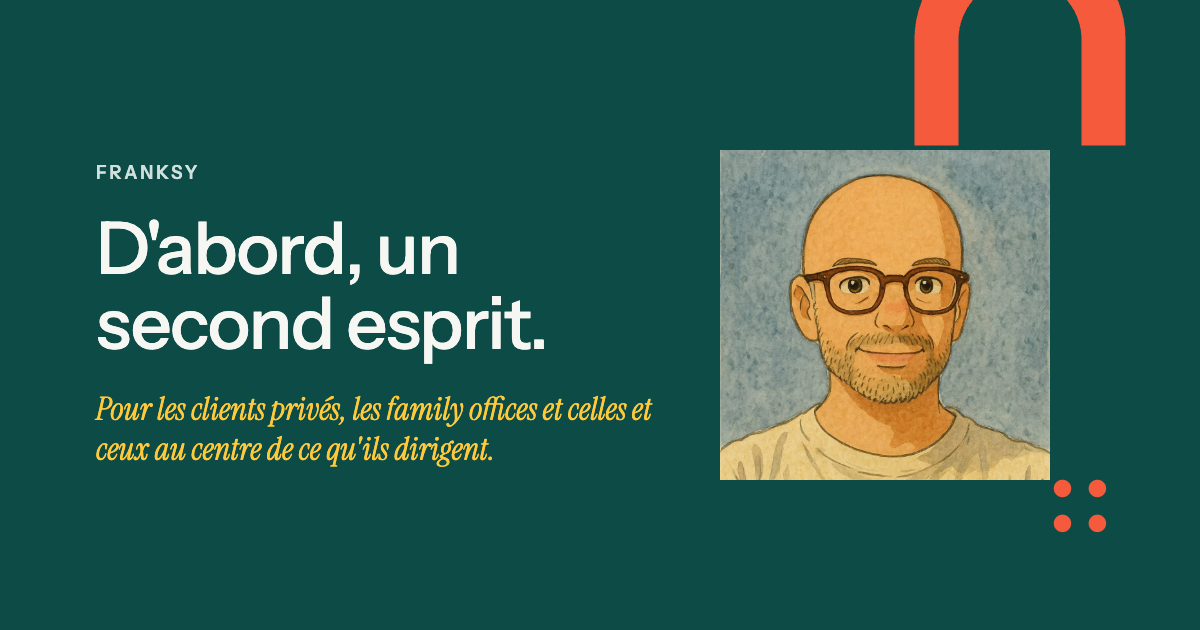 FRANKSY
D'abord, un
second esprit.
Pour les clients privés, les family offices et celles et
ceux au centre de ce qu'ils dirigent.